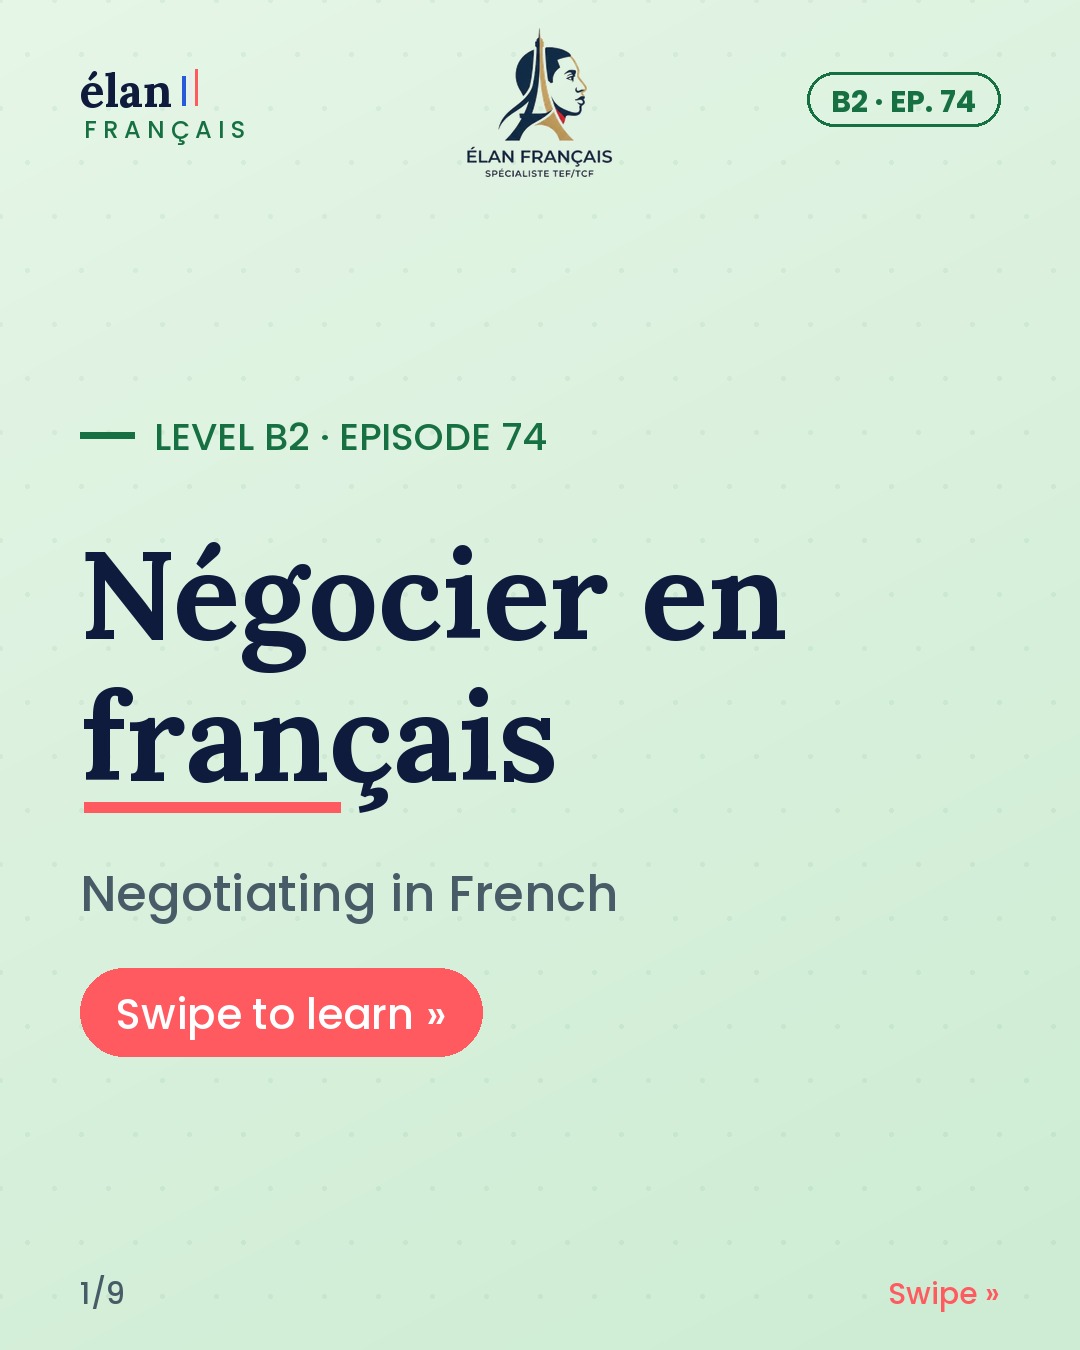 élan
FRANÇAIS
ÉLAN FRANÇAIS
SPÉCIALISTE TEF/TCF
B2 · EP. 74
LEVEL B2 · EPISODE 74
Négocier en
français
Negotiating in French
Swipe to learn »
1/9
Swipe »